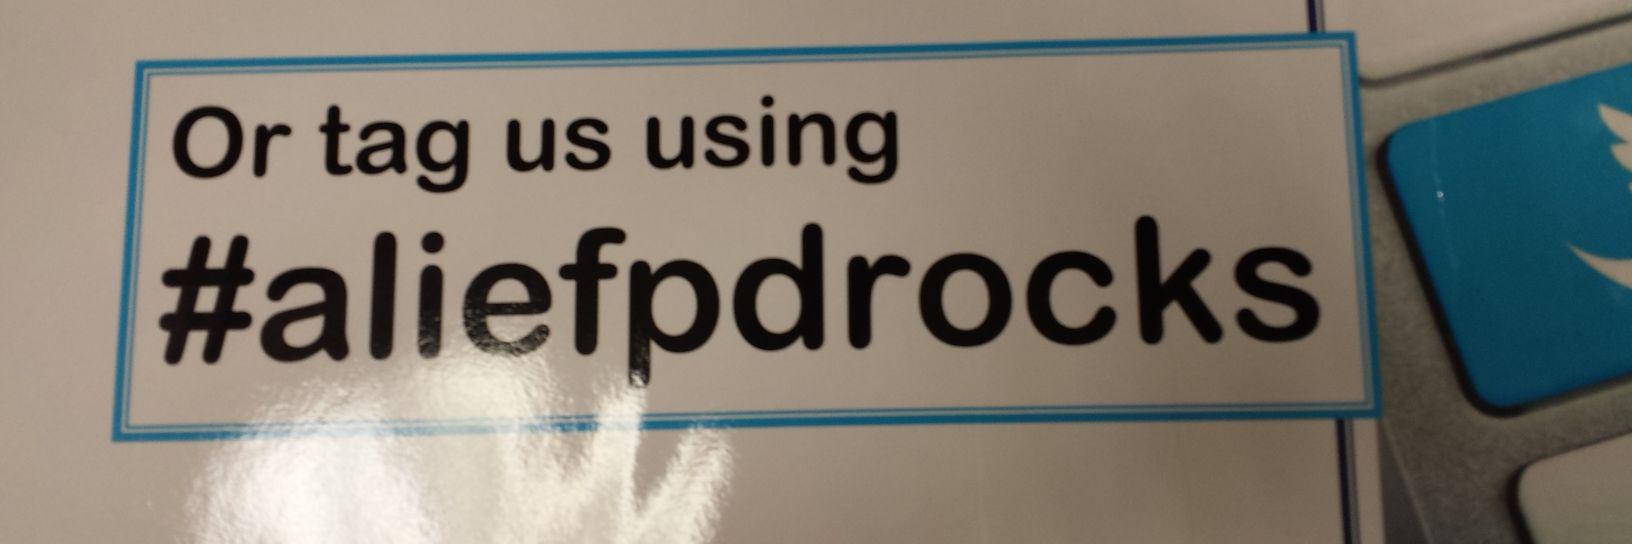 Or tag us using
#aliefpdrocks